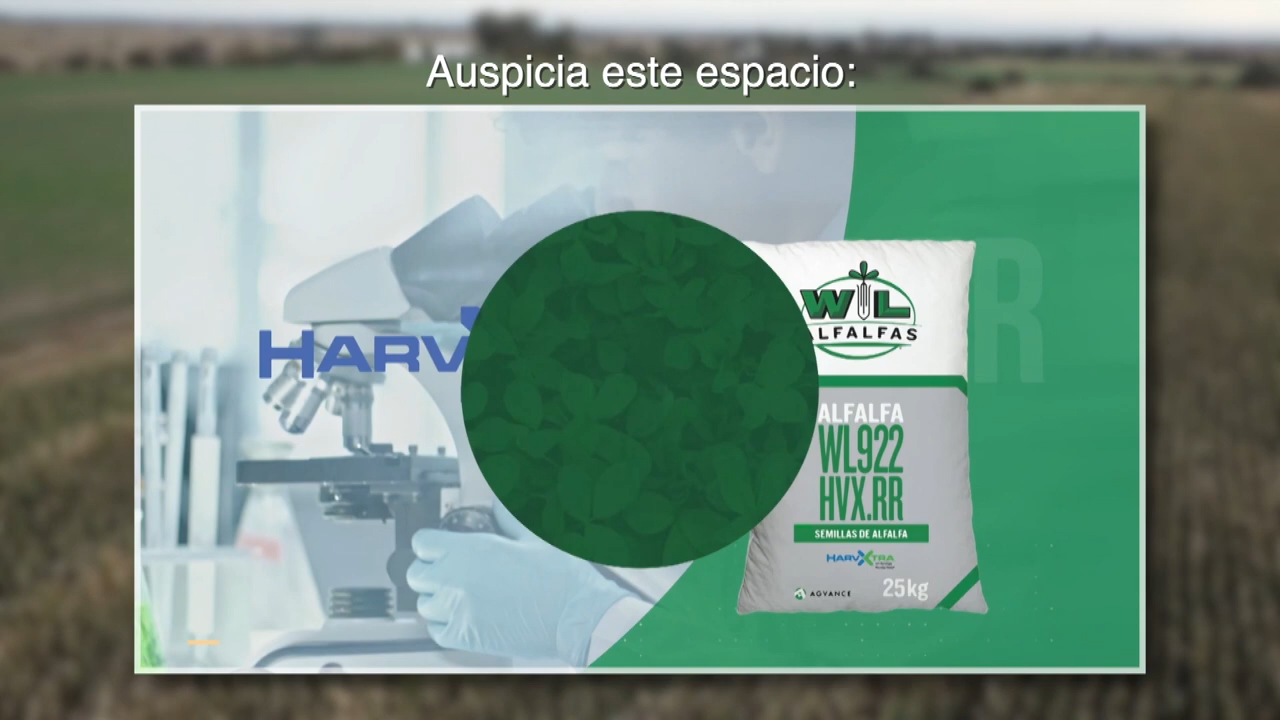 Auspicia este espacio:
HARV
R
WL
ALFALFAS
ALFALFA
WL922
HVX.RR
SEMILLAS DE ALFALFA
HARVXTRA
AGVANCE
25kg